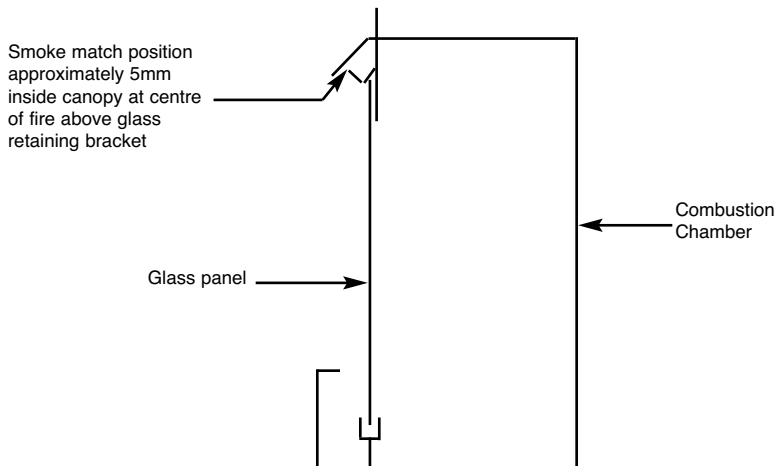 Smoke match position
approximately 5mm
inside canopy at centre
of fire above glass
retaining bracket
Combustion
Chamber
Glass panel